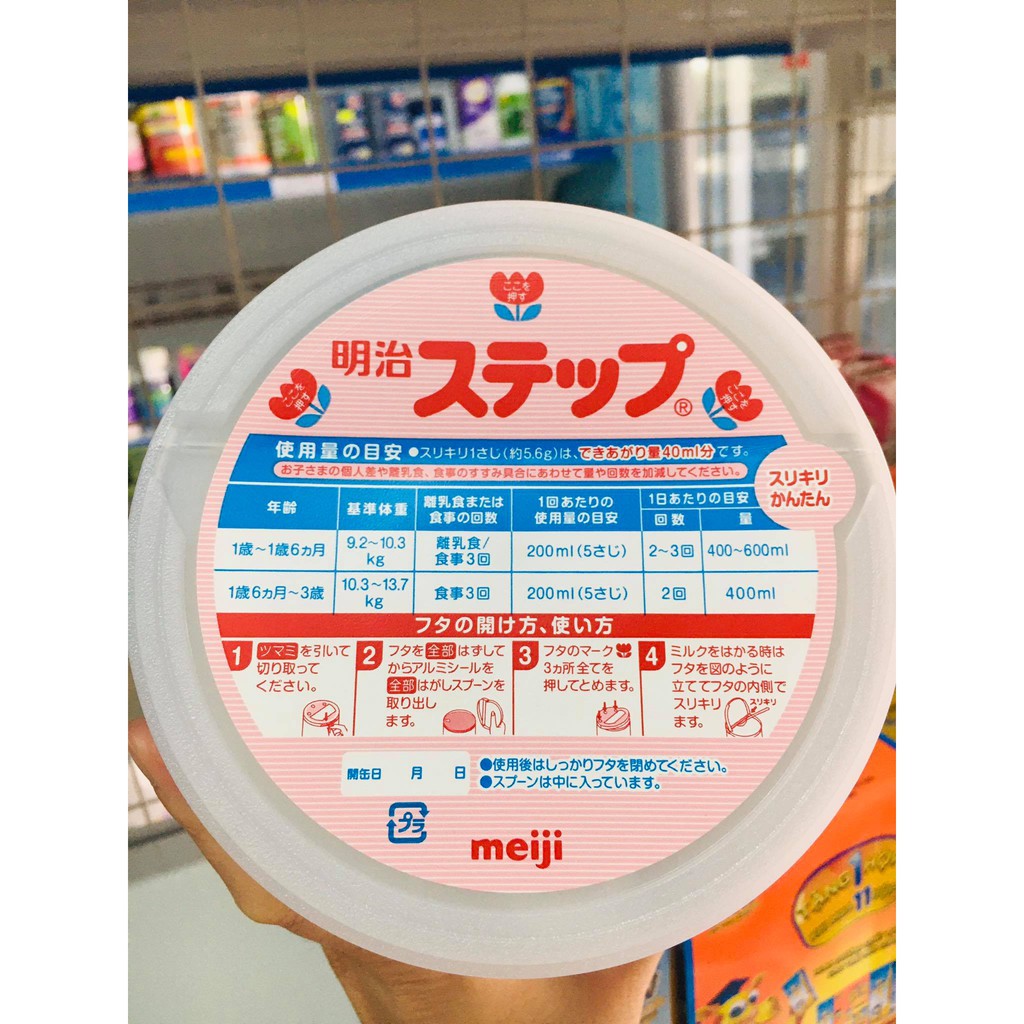 ここを
押す
明治ステップ®
ここを
押す
ここを
押す
使用量の目安 ●スリキリ1さじ(約5.6g)は、できあがり量40ml分です。
お子さまの個人差や離乳食、食事のすすみ具合にあわせて量や回数を加減してください。
スリキリ
かんたん
年齢 基準体重 離乳食または食事の回数 1回あたりの使用量の目安 1日あたりの目安
回数 量
1歳~1歳6ヵ月 9.2~10.3kg 離乳食/食事3回 200ml(5さじ) 2~3回 400~600ml
1歳6ヵ月~3歳 10.3~13.7kg 食事3回 200ml(5さじ) 2回 400ml
フタの開け方、使い方
1 ツマミを引いて
切り取って
ください。
2 フタを全部はずして
からアルミシールを
全部はがしスプーンを
取り出し
ます。
3 フタのマーク
3ヵ所全てを
押してとめます。
4 ミルクをはかる時は
フタを図のように
立ててフタの内側で
スリキリ
ます。
スリキリ
開缶日 月 日
●使用後はしっかりフタを閉めてください。
●スプーンは中に入っています。
プラ
meiji
TẶNG 1
11